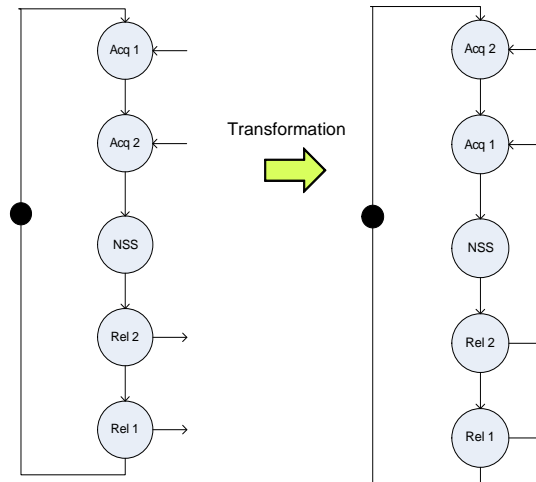 Acq 1
Acq 2
NSS
Rel 2
Rel 1
Transformation
Acq 2
Acq 1
NSS
Rel 2
Rel 1